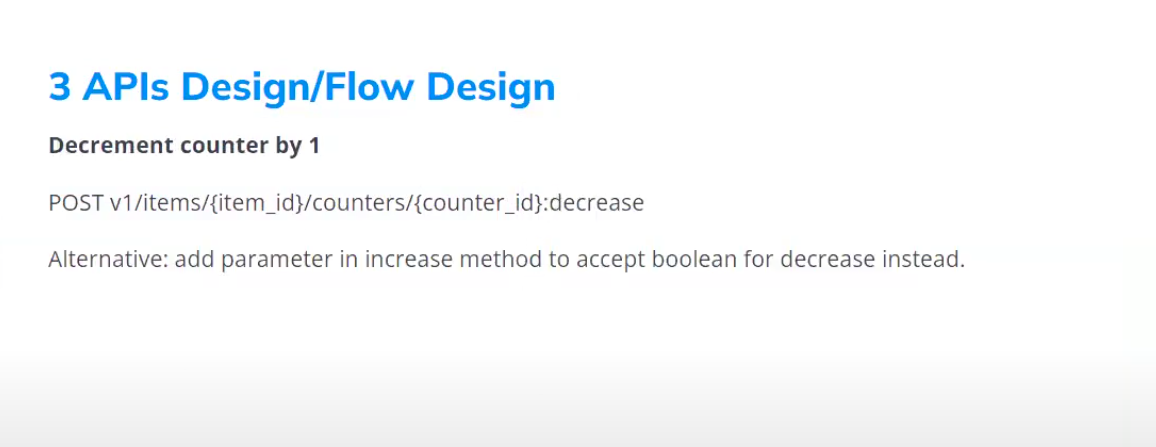 3 APIs Design/Flow Design
Decrement counter by 1
POST v1/items/{item_id}/counters/{counter_id}:decrease
Alternative: add parameter in increase method to accept boolean for decrease instead.